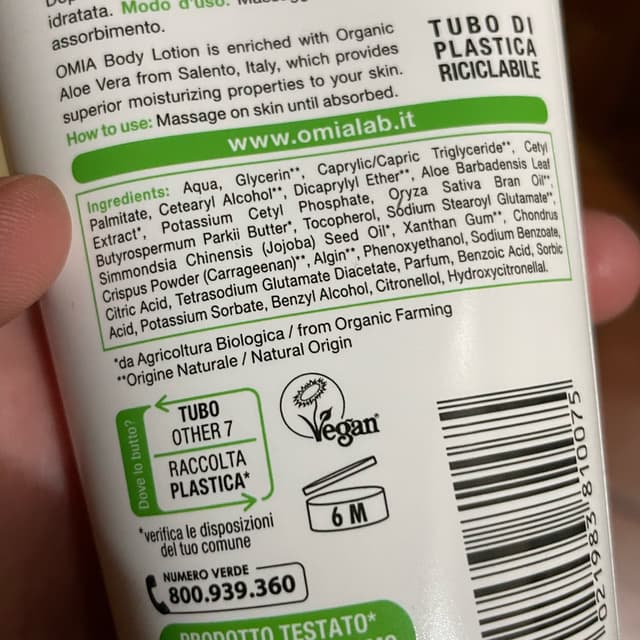 idratata. Modo d'uso: Massagg
assorbimento.
OMIA Body Lotion is enriched with Organic
Aloe Vera from Salento, Italy, which provides
superior moisturizing properties to your skin.
How to use: Massage on skin until absorbed.
TUBO DI
PLASTICA
RICICLABILE
www.omialab.it
Ingredients: Aqua, Glycerin**, Caprylic/Capric Triglyceride**, Cetyl
Palmitate, Cetearyl Alcohol**, Dicaprylyl Ether**, Aloe Barbadensis Leaf
Extract*, Potassium Cetyl Phosphate, Oryza Sativa Bran Oil**,
Butyrospermum Parkii Butter*, Tocopherol, Sodium Stearoyl Glutamate**,
Simmondsia Chinensis (Jojoba) Seed Oil*, Xanthan Gum**, Chondrus
Crispus Powder (Carrageenan)**, Algin**, Phenoxyethanol, Sodium Benzoate,
Citric Acid, Tetrasodium Glutamate Diacetate, Parfum, Benzoic Acid, Sorbic
Acid, Potassium Sorbate, Benzyl Alcohol, Citronellol, Hydroxycitronellal.
*da Agricoltura Biologica / from Organic Farming
**Origine Naturale / Natural Origin
Dove lo butto?
TUBO
OTHER 7
RACCOLTA
PLASTICA*
*verifica le disposizioni
del tuo comune
Vegan
6 M
NUMERO VERDE
800.939.360
021983 810075
PRODOTTO TESTATO*